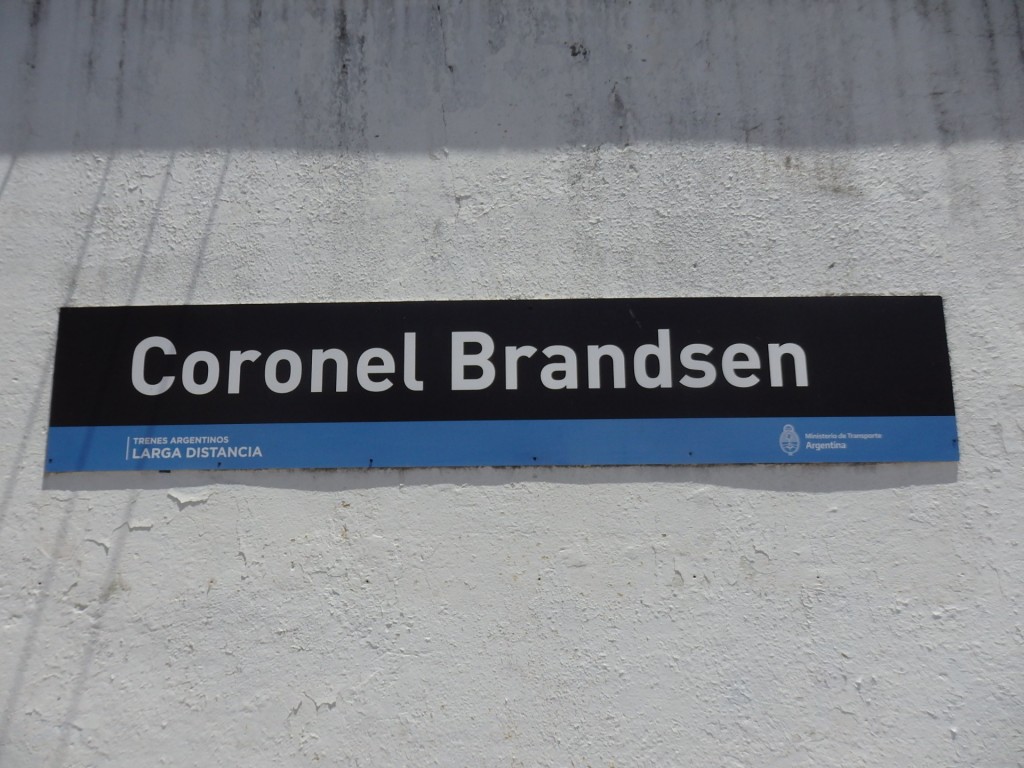 Coronel Brandsen
TRENES ARGENTINOS
LARGA DISTANCIA
Ministerio de Transporte
Argentina